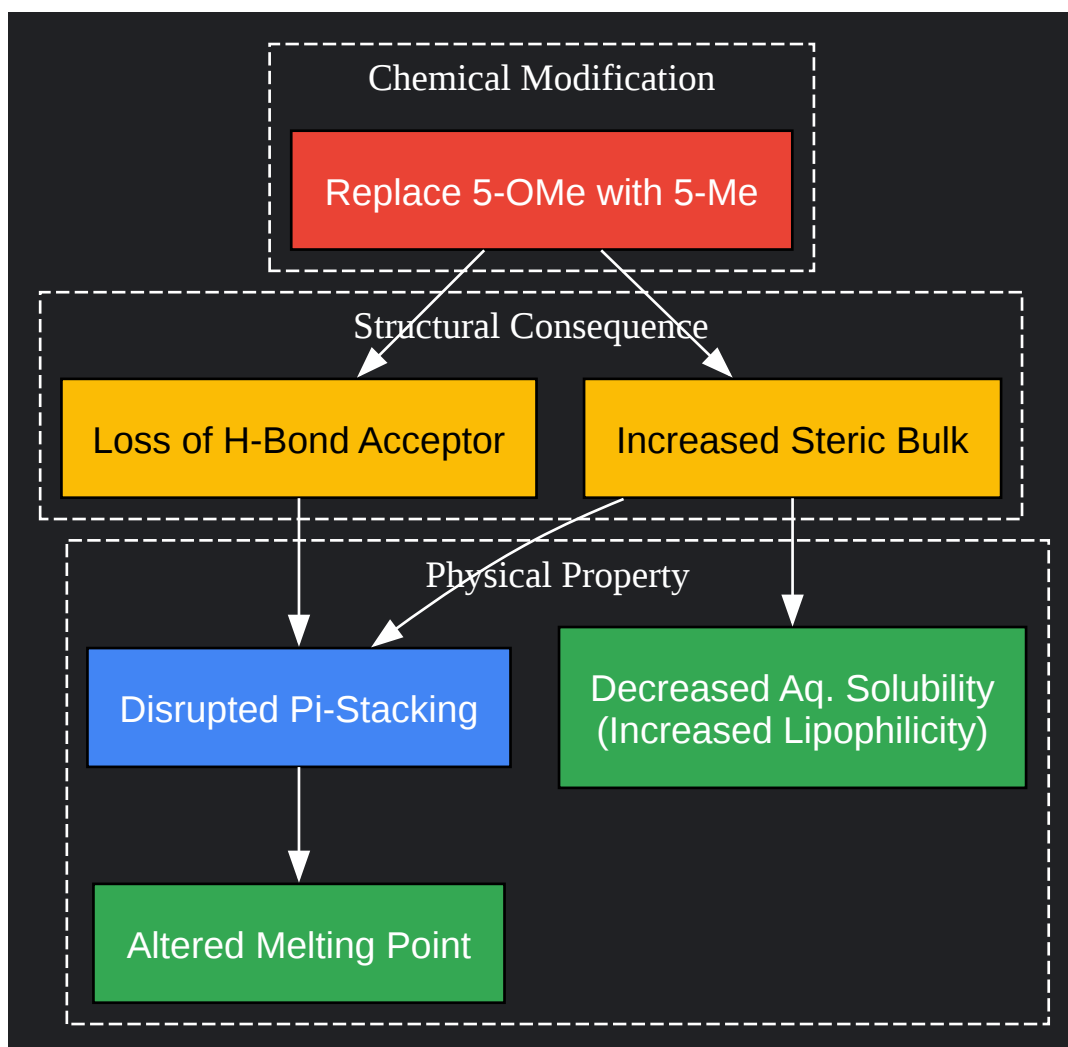 Chemical Modification
Replace 5-OMe with 5-Me
Structural Consequence
Loss of H-Bond Acceptor
Increased Steric Bulk
Physical Property
Disrupted Pi-Stacking
Decreased Aq. Solubility
(Increased Lipophilicity)
Altered Melting Point